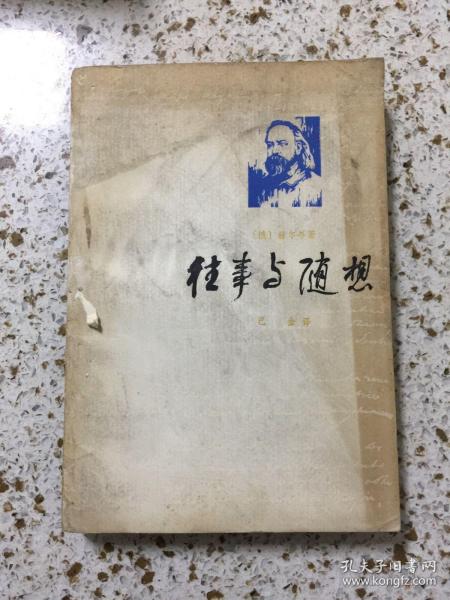 〔俄〕赫尔岑著
往事与随想
巴 金 译
孔夫子旧书网
www.kongfz.com